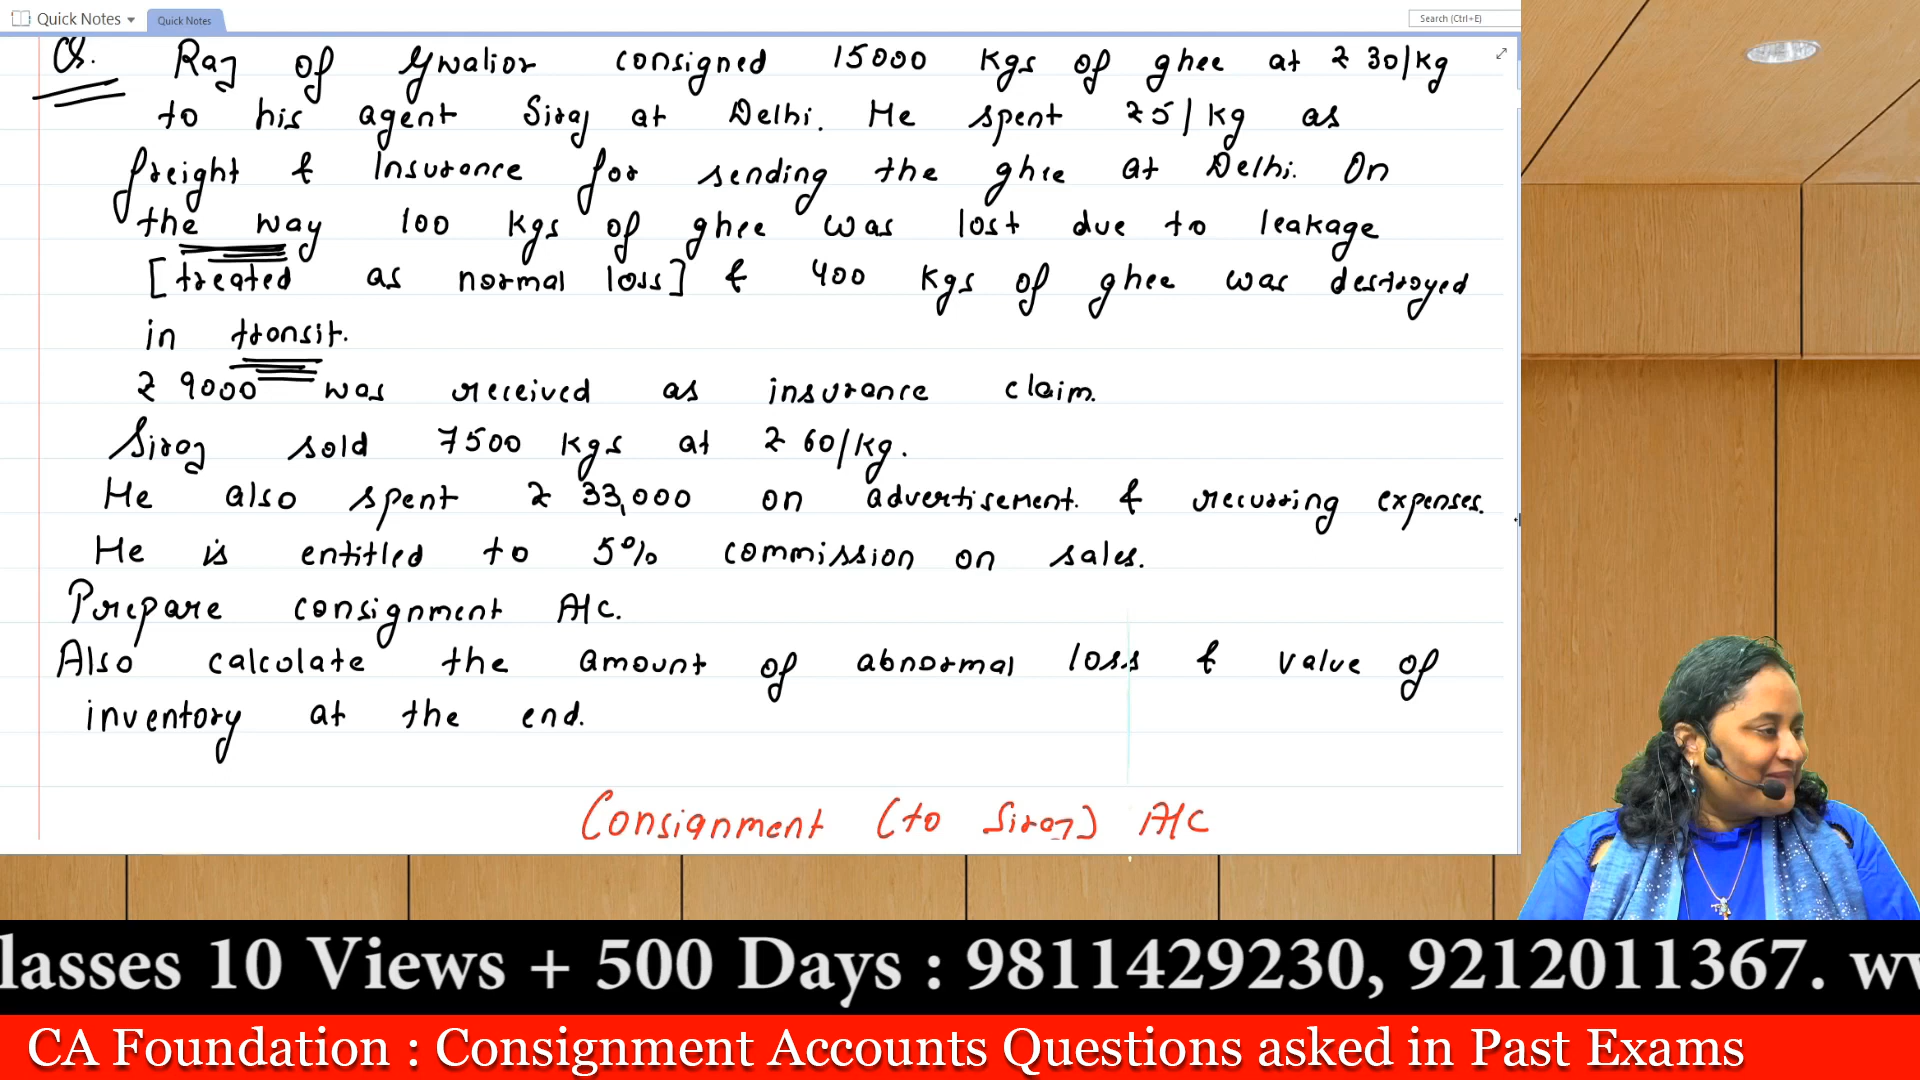 Quick Notes
Quick Notes
Search (Ctrl+E)
Q. Raj of Gwalior consigned 15000 kgs of ghee at ₹ 30/kg
to his agent Siraj at Delhi. He spent ₹5/kg as
freight & Insurance for sending the ghee at Delhi. On
the way 100 kgs of ghee was lost due to leakage
[treated as normal loss] & 400 kgs of ghee was destroyed
in transit.
₹ 9000 was received as insurance claim.
Siraj sold 7500 kgs at ₹ 60/kg.
He also spent ₹ 33,000 on advertisement & recurring expenses.
He is entitled to 5% commission on sales.
Prepare consignment A/c.
Also calculate the amount of abnormal loss & value of
inventory at the end.
Consignment (to Siraj) A/c
lasses 10 Views + 500 Days : 9811429230, 9212011367. ww
CA Foundation : Consignment Accounts Questions asked in Past Exams